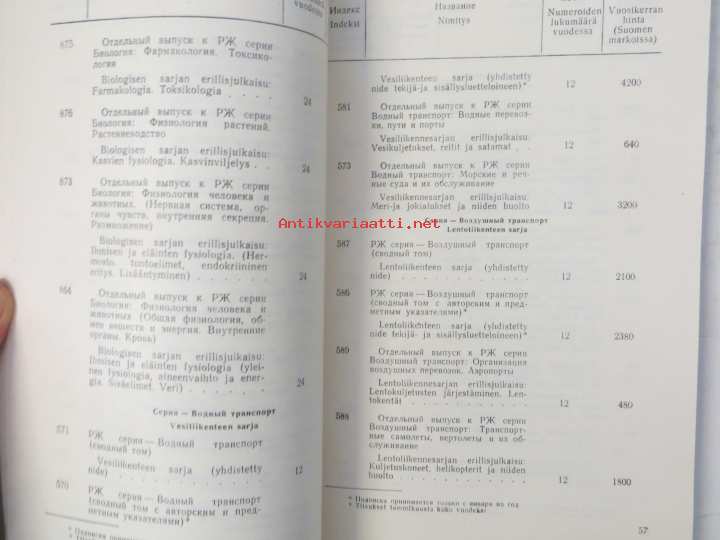 vuodessa
675
Отдельный выпуск к РЖ серии
Биология: Фармакология. Токсико-
логия
Biologisen sarjan erillisjulkaisu:
Farmakologia. Toksikologia . . . .
24
676
Отдельный выпуск к РЖ серии
Биология: Физиология растений.
Растениеводство
Biologisen sarjan erillisjulkaisu:
Kasvien fysiologia. Kasvinviljelys . .
24
673
Отдельный выпуск к РЖ серии
Биология: Физиология человека и
животных. (Нервная система, ор-
ганы чувств, внутренняя секреция.
Размножение)
Biologisen sarjan erillisjulkaisu:
Ihmisen ja eläinten fysiologia. (Her-
mosto. tontoelimet, endokriininen
eritys. Lisääntyminen) . . . . . .
24
664
Отдельный выпуск к РЖ серии
Биология: Физиология человека и
животных (Общая физиология, об-
мен веществ и энергия. Внутренние
органы. Кровь)
Biologisen sarjan erillisjulkaisu:
Ihmisen ja eläinten fysiologia (ylei-
nen fysiologia, aineenvaihto ja ener-
gia. Sisäelimet. Veri) . . . . . . .
24
Серия — Водный транспорт
Vesiliikenteen sarja
571
РЖ серия — Водный транспорт
(сводный том)
Vesiliikenteen sarja (yhdistetty
nide) . . . . . . . . .
12
570
РЖ серия — Водный транспорт
(сводный том с авторским и пред-
метным указателями)*
* Подписка
* Tilaukset
Индекс
Indeksi
Название
Nimitys
Numeroiden
lukumäärä
vuodessa
Vuosikerran
hinta
(Suomen
markoissa)
Vesiliikenteen sarja (yhdistetty
nide tekijä-ja sisällysluetteloineen)*
12
4200
581
Отдельный выпуск к РЖ серии
Водный транспорт: Водные перевоз-
ки, пути и порты
Vesiliikennesarjan erillisjulkaisu:
Vesikuljetukset, reitit ja satamat . .
12
640
573
Отдельный выпуск к РЖ серии
Водный транспорт: Морские и реч-
ные суда и их обслуживание
Vesiliikennesarjan erillisjulkaisu:
Meri-ja jokialukset ja niiden huolto
12
3200
Antikvariaatti.net
Серия — Воздушный транспорт
Lentoliikenteen sarja
587
РЖ серия — Воздушный транспорт
(сводный том)
Lentoliikenteen sarja (yhdistetty
nide) . . . . . . . . . . . .
12
2100
586
РЖ серия — Воздушный транспорт
(сводный том с авторским и пред-
метным указателями)*
Lentoliikenteen sarja (yhdistetty
nide tekijä- ja sisällysluetteloineen)*
12
2380
589
Отдельный выпуск к РЖ серии
Воздушный транспорт: Организация
воздушных перевозок. Аэропорты
Lentoliikennesarjan erillisjulkaisu:
Lentokuljetusten järjestäminen. Len-
tokentät . . . . . . . . . . .
12
480
588
Отдельный выпуск к РЖ серии
Воздушный транспорт: Транспорт-
ные самолеты, вертолеты и их об-
служивание
Lentoliikennesarjan erillisjulkaisu:
Kuljetuskoneet, helikopterit ja niiden
huolto . . . . . . . . . . . .
12
1800
* Подписка принимается только с января на год
* Tilaukset tammikuusta koko vuodeksi
57